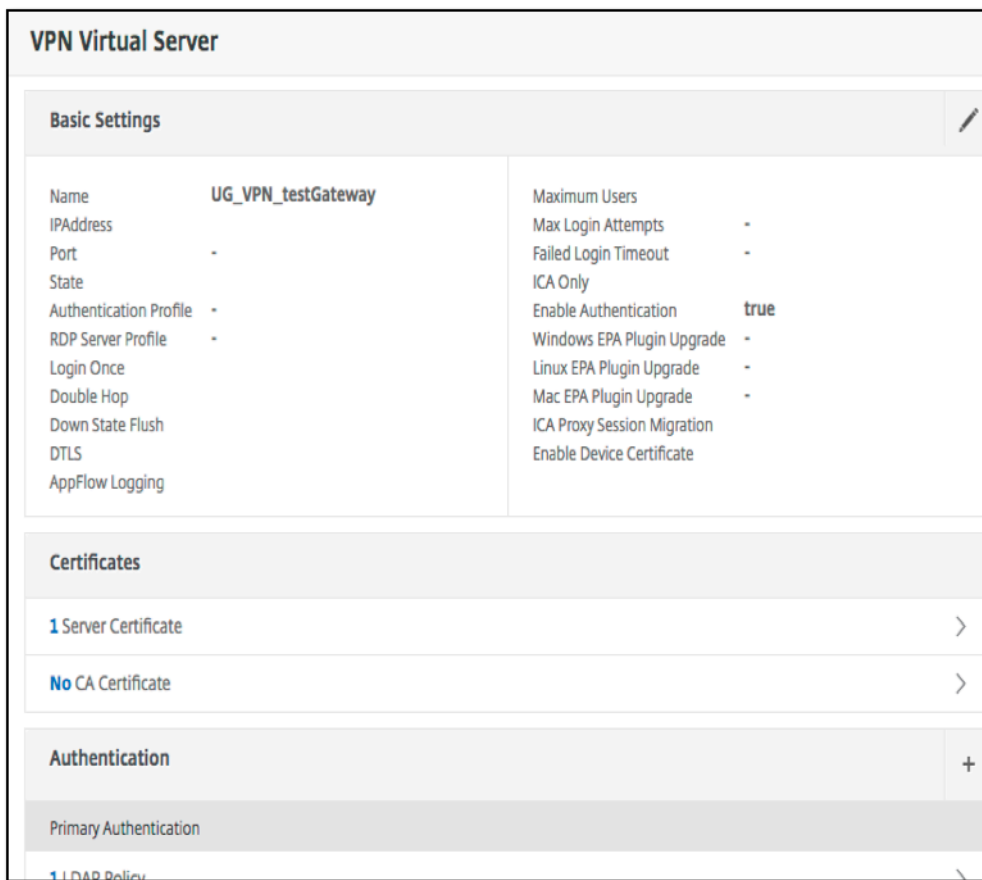 VPN Virtual Server
Basic Settings
Name UG_VPN_testGateway
IPAddress
Port -
State
Authentication Profile -
RDP Server Profile -
Login Once
Double Hop
Down State Flush
DTLS
AppFlow Logging
Maximum Users
Max Login Attempts -
Failed Login Timeout -
ICA Only
Enable Authentication true
Windows EPA Plugin Upgrade -
Linux EPA Plugin Upgrade -
Mac EPA Plugin Upgrade -
ICA Proxy Session Migration
Enable Device Certificate
Certificates
1 Server Certificate
No CA Certificate
Authentication
Primary Authentication
1 LDAP Policy